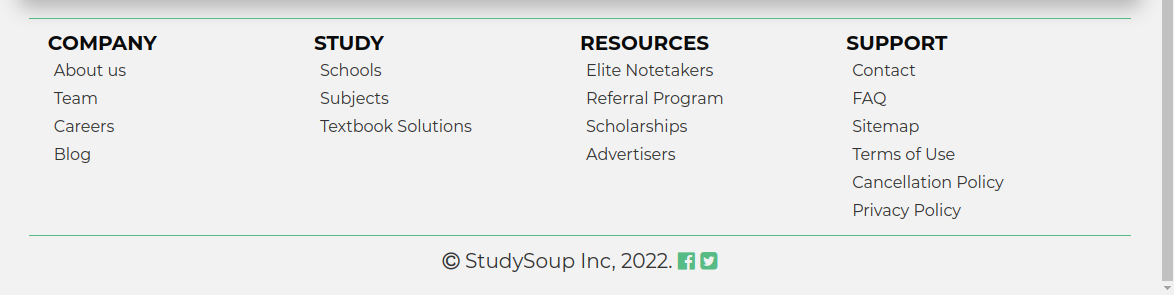 COMPANY
About us
Team
Careers
Blog
STUDY
Schools
Subjects
Textbook Solutions
RESOURCES
Elite Notetakers
Referral Program
Scholarships
Advertisers
SUPPORT
Contact
FAQ
Sitemap
Terms of Use
Cancellation Policy
Privacy Policy
© StudySoup Inc, 2022.